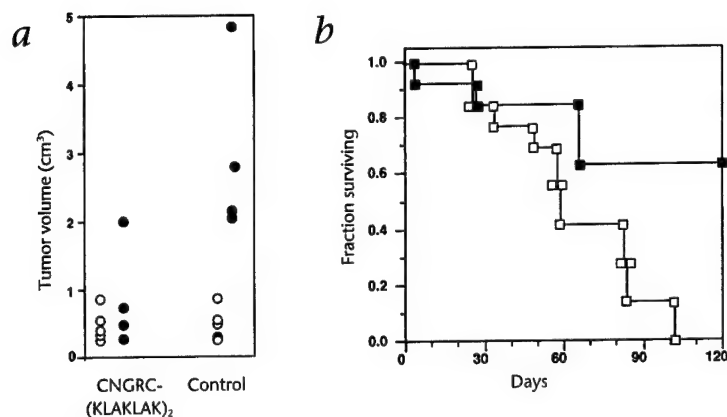 a
Tumor volume (cm³)
5
4
3
2
1
0
CNGRC-
(KLAKLAK)₂
Control
b
Fraction surviving
1.0
0.8
0.6
0.4
0.2
0.0
0
30
60
90
120
Days